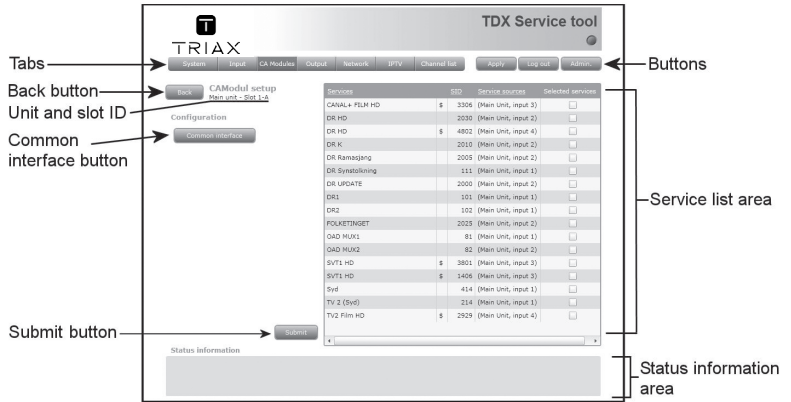 TDX Service tool
TRIAX
Tabs
System Input CA Modules Output Network IPTV Channel list Apply Log out Admin.
Buttons
Back button
Back
CAModul setup
Main unit - Slot 1-A
Unit and slot ID
Configuration
Common interface button
Common interface
Services SID Service sources Selected services
CANAL+ FILM HD $ 3306 (Main Unit, input 3)
DR HD 2030 (Main Unit, input 2)
DR HD $ 4802 (Main Unit, input 4)
DR K 2010 (Main Unit, input 2)
DR Ramasjang 2005 (Main Unit, input 2)
DR Synstolkning 111 (Main Unit, input 1)
DR UPDATE 2000 (Main Unit, input 2)
DR1 101 (Main Unit, input 1)
DR2 102 (Main Unit, input 1)
FOLKETINGET 2025 (Main Unit, input 2)
OAD MUX1 81 (Main Unit, input 1)
OAD MUX2 82 (Main Unit, input 2)
SVT1 HD $ 3801 (Main Unit, input 3)
SVT1 HD $ 1406 (Main Unit, input 3)
Syd 414 (Main Unit, input 1)
TV 2 (Syd) 214 (Main Unit, input 1)
TV2 Film HD $ 2929 (Main Unit, input 4)
Service list area
Submit button
Submit
Status information
Status information area